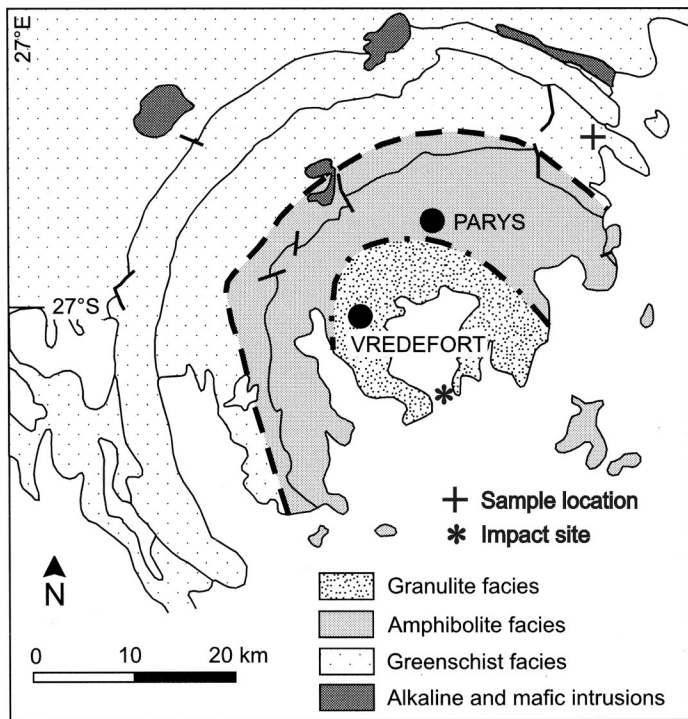 27°E
PARYS
27°S
VREDEFORT
Sample location
Impact site
N
Granulite facies
Amphibolite facies
Greenschist facies
Alkaline and mafic intrusions
0 10 20 km